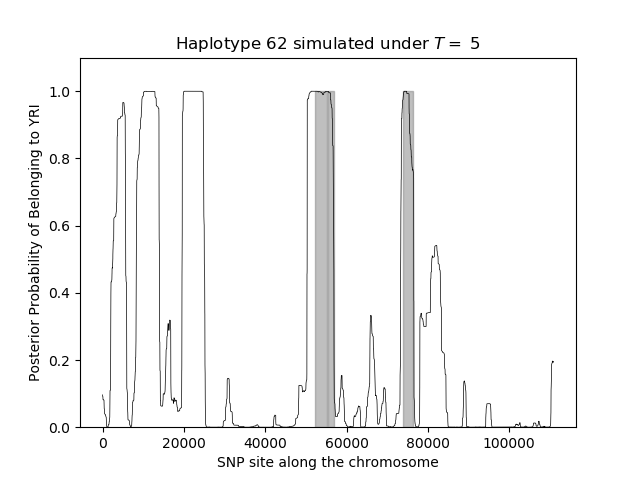 Haplotype 62 simulated under T = 5
Posterior Probability of Belonging to YRI
1.0
0.8
0.6
0.4
0.2
0.0
0 20000 40000 60000 80000 100000
SNP site along the chromosome